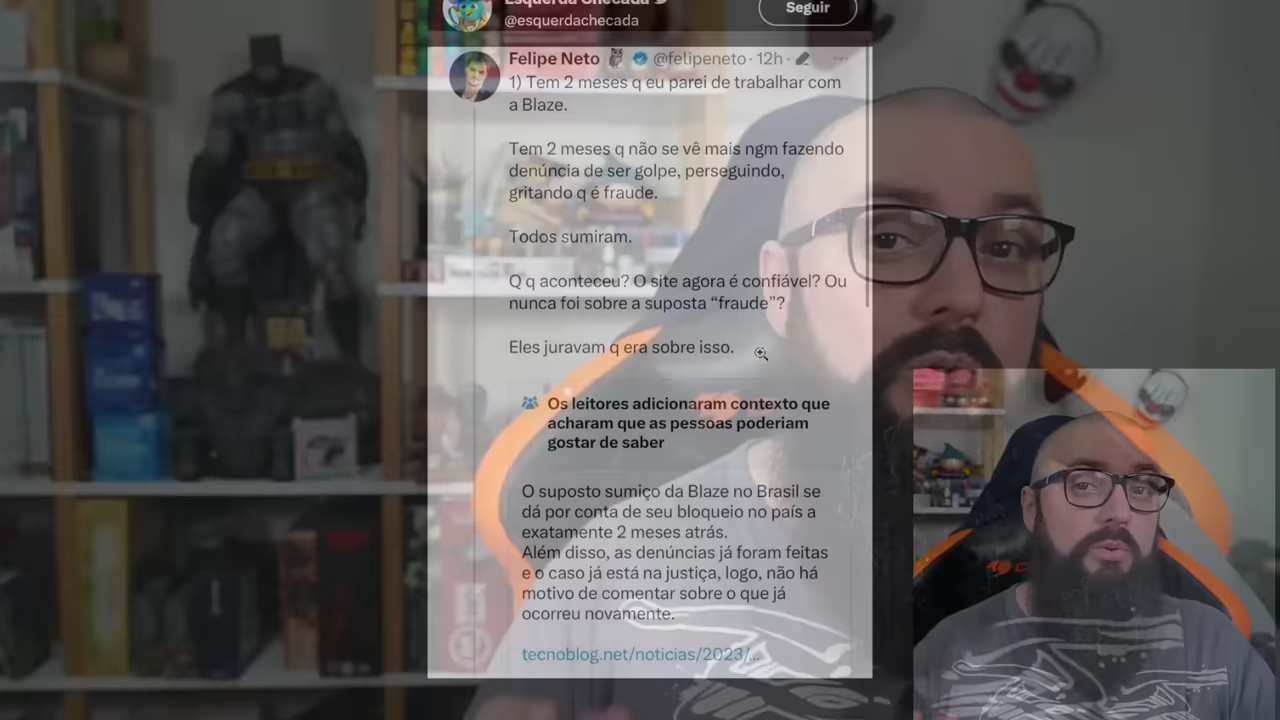 Esquerda Checada
@esquerdachecada
Seguir
Felipe Neto @felipeneto · 12h ·
1) Tem 2 meses q eu parei de trabalhar com
a Blaze.
Tem 2 meses q não se vê mais ngm fazendo
denúncia de ser golpe, perseguindo,
gritando q é fraude.
Todos sumiram.
Q q aconteceu? O site agora é confiável? Ou
nunca foi sobre a suposta “fraude”?
Eles juravam q era sobre isso.
Os leitores adicionaram contexto que
acharam que as pessoas poderiam
gostar de saber
O suposto sumiço da Blaze no Brasil se
dá por conta de seu bloqueio no país a
exatamente 2 meses atrás.
Além disso, as denúncias já foram feitas
e o caso já está na justiça, logo, não há
motivo de comentar sobre o que já
ocorreu novamente.
tecnoblog.net/noticias/2023/...